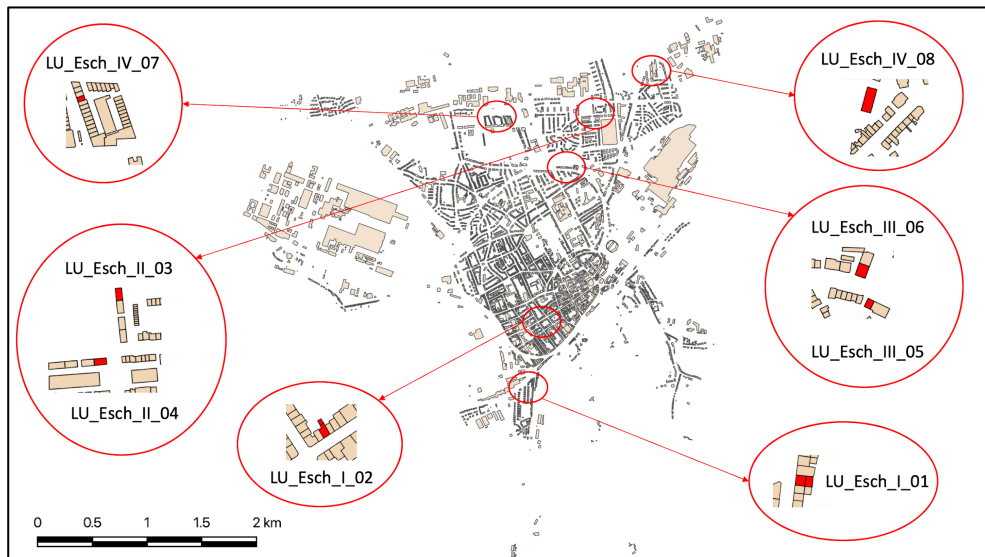 LU_Esch_IV_07
LU_Esch_IV_08
LU_Esch_III_06
LU_Esch_II_03
LU_Esch_III_05
LU_Esch_II_04
LU_Esch_I_02
LU_Esch_I_01
0 0.5 1 1.5 2 km